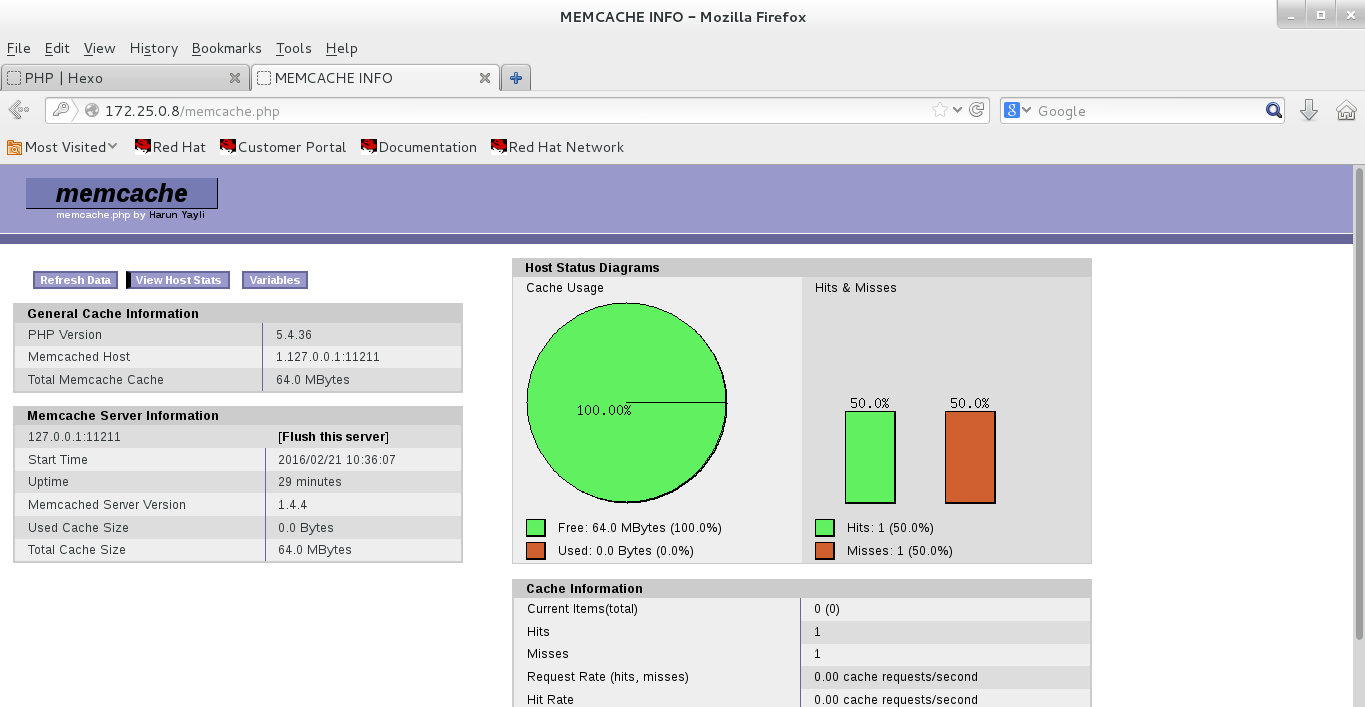 MEMCACHE INFO - Mozilla Firefox
File Edit View History Bookmarks Tools Help
PHP | Hexo MEMCACHE INFO
172.25.0.8/memcache.php Google
Most Visited Red Hat Customer Portal Documentation Red Hat Network
memcache
memcache.php by Harun Yayli
Refresh Data View Host Stats Variables
General Cache Information
PHP Version 5.4.36
Memcached Host 1.127.0.0.1:11211
Total Memcache Cache 64.0 MBytes
Memcache Server Information
127.0.0.1:11211 [Flush this server]
Start Time 2016/02/21 10:36:07
Uptime 29 minutes
Memcached Server Version 1.4.4
Used Cache Size 0.0 Bytes
Total Cache Size 64.0 MBytes
Host Status Diagrams
Cache Usage Hits & Misses
100.00% 50.0% 50.0%
Free: 64.0 MBytes (100.0%) Hits: 1 (50.0%)
Used: 0.0 Bytes (0.0%) Misses: 1 (50.0%)
Cache Information
Current Items(total) 0 (0)
Hits 1
Misses 1
Request Rate (hits, misses) 0.00 cache requests/second
Hit Rate 0.00 cache requests/second